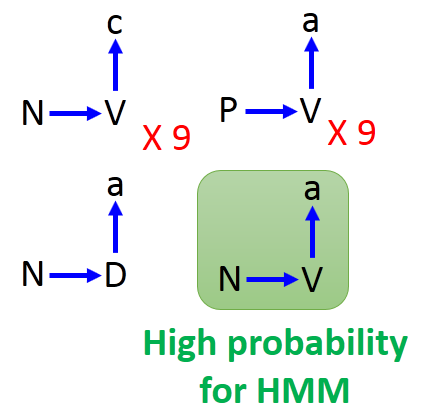 c
a
N V
P V
X 9
X 9
a
a
N D
N V
High probability
for HMM